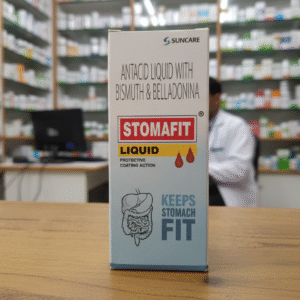 SUNCARE
ANTACID LIQUID WITH
BISMUTH & BELLADONNA
STOMAFIT ®
LIQUID
PROTECTIVE
COATING ACTION
KEEPS
STOMACH
FIT